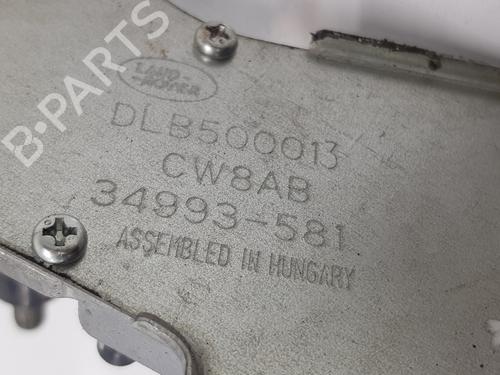 LAND
ROVER
DLB500013
CW8AB
34993-581
ASSEMBLED IN HUNGARY
B-PARTS